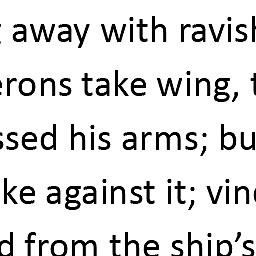 away with ravish
erons take wing, t
ssed his arms; bu
ke against it; vin
d from the ship’s